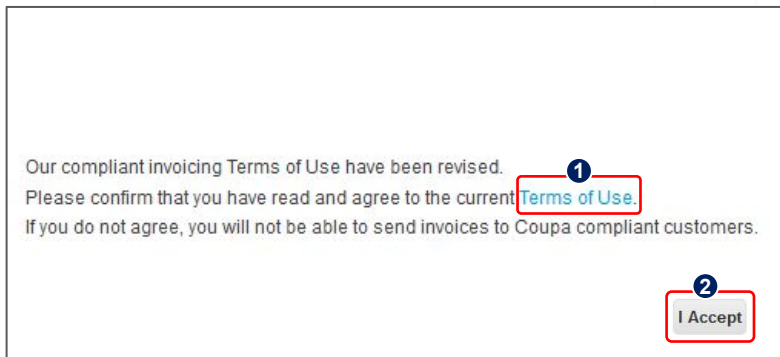 Our compliant invoicing Terms of Use have been revised.
1
Please confirm that you have read and agree to the current Terms of Use.
If you do not agree, you will not be able to send invoices to Coupa compliant customers.
2
I Accept